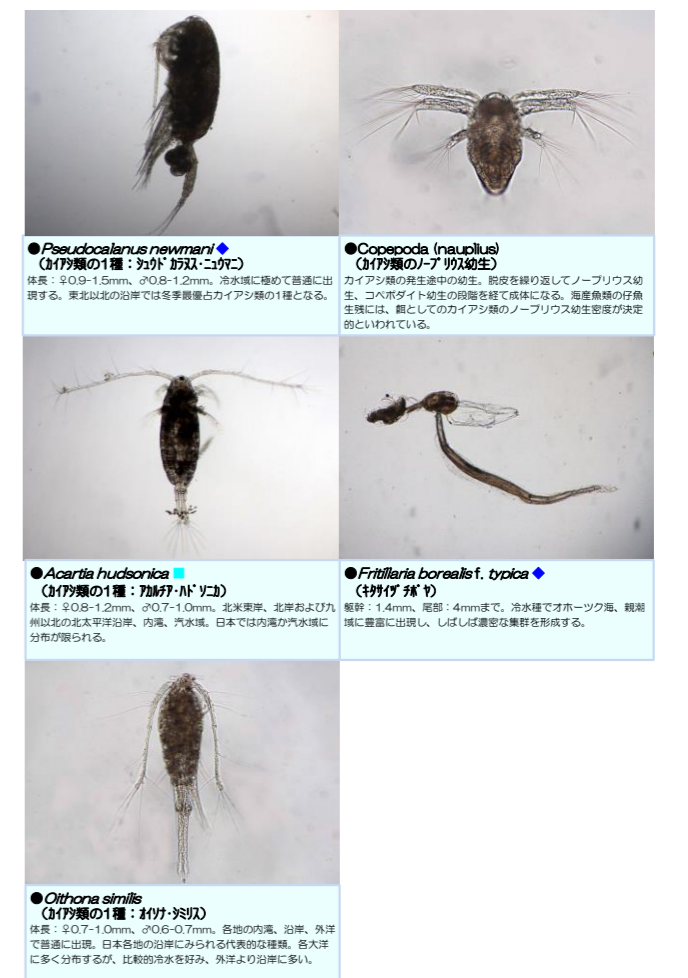 ●Pseudocalanus newmani ◆
(カイアシ類の1種：シュウドカラヌス・ニュウマニ)
体長：♀0.9-1.5mm、♂0.8-1.2mm。冷水域に極めて普通に出
現する。東北以北の沿岸では冬季最優占カイアシ類の1種となる。
●Copepoda (nauplius)
(カイアシ類のノープリウス幼生)
カイアシ類の発生途中の幼生。脱皮を繰り返してノープリウス幼
生、コペポダイト幼生の段階を経て成体になる。海産魚類の仔魚
生残には、餌としてのカイアシ類のノープリウス幼生密度が決定
的といわれている。
●Acartia hudsonica ■
(カイアシ類の1種：アカルチア・ハドソニカ)
体長：♀0.8-1.2mm、♂0.7-1.0mm。北米東岸、北岸および九
州以北の北太平洋沿岸、内湾、汽水域。日本では内湾か汽水域に
分布が限られる。
●Fritillaria borealis f. typica ◆
(キタサイヅチボヤ)
躯幹：1.4mm、尾部：4mmまで。冷水種でオホーツク海、親潮
域に豊富に出現し、しばしば濃密な集群を形成する。
●Oithona similis
(カイアシ類の1種：オイソナ・シミリス)
体長：♀0.7-1.0mm、♂0.6-0.7mm。各地の内湾、沿岸、外洋
で普通に出現。日本各地の沿岸にみられる代表的な種類。各大洋
に多く分布するが、比較的冷水を好み、外洋より沿岸に多い。